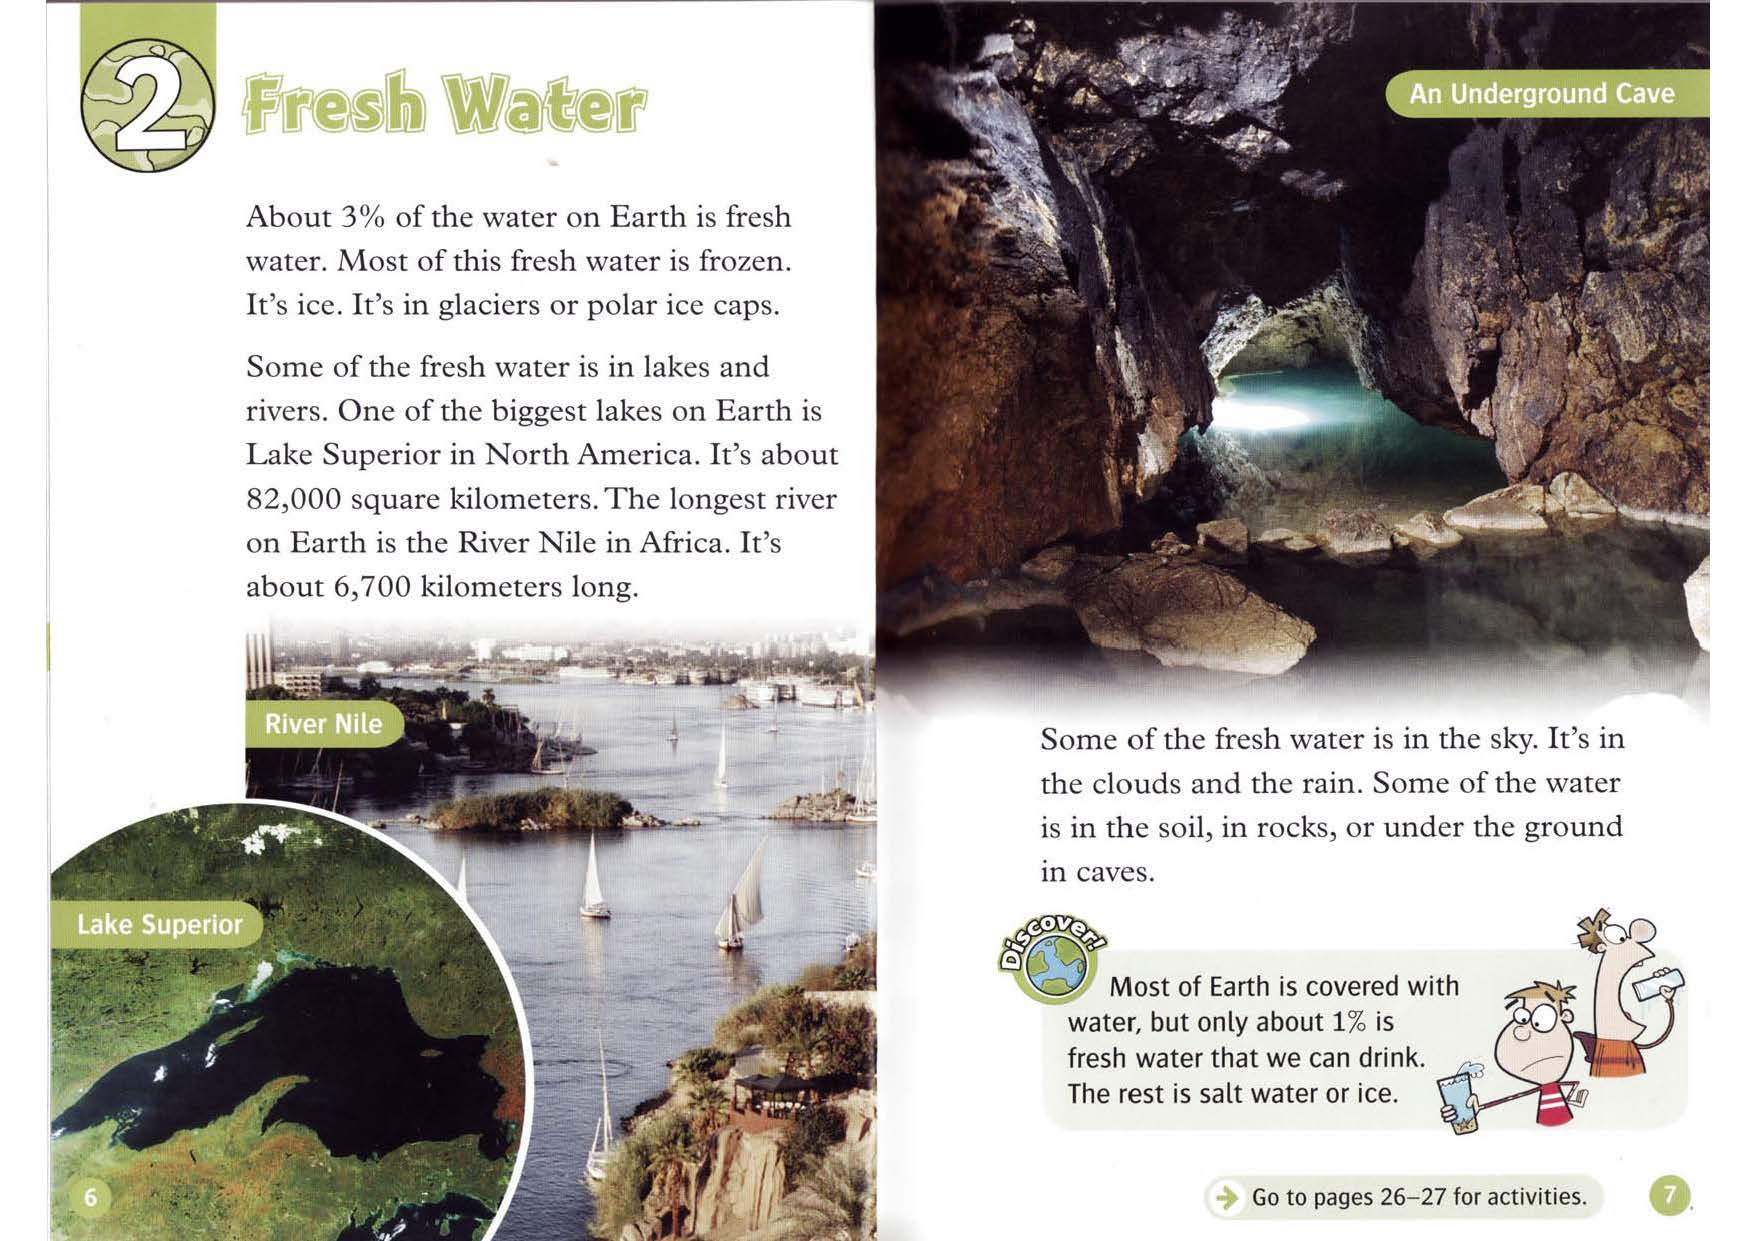 2
Fresh Water
About 3% of the water on Earth is fresh
water. Most of this fresh water is frozen.
It's ice. It's in glaciers or polar ice caps.
Some of the fresh water is in lakes and
rivers. One of the biggest lakes on Earth is
Lake Superior in North America. It's about
82,000 square kilometers. The longest river
on Earth is the River Nile in Africa. It's
about 6,700 kilometers long.
River Nile
Lake Superior
6
An Underground Cave
Some of the fresh water is in the sky. It's in
the clouds and the rain. Some of the water
is in the soil, in rocks, or under the ground
in caves.
Discover!
Most of Earth is covered with
water, but only about 1% is
fresh water that we can drink.
The rest is salt water or ice.
Go to pages 26–27 for activities.
7